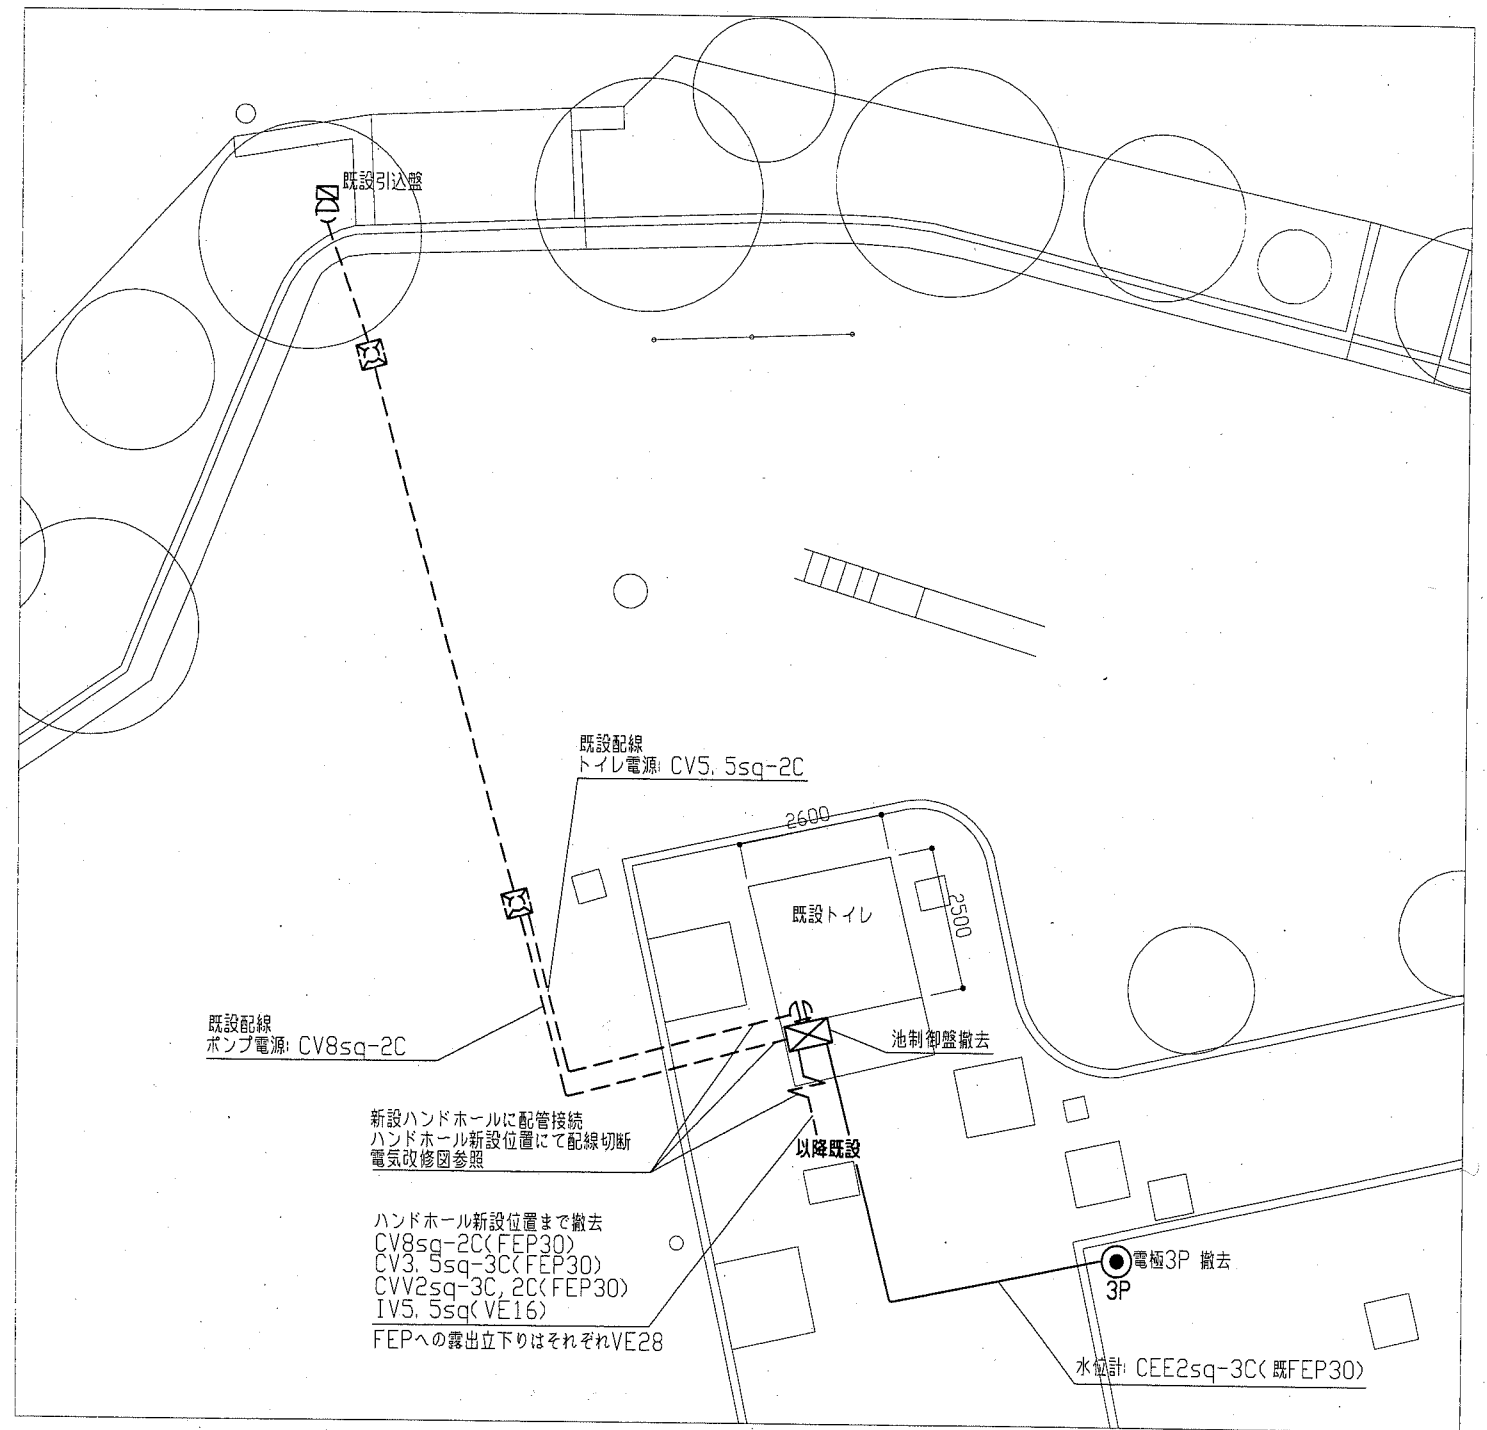 既設引込盤
既設配線
トイレ電源: CV5.5sq-2C
2600
既設トイレ
2500
既設配線
ポンプ電源: CV8sq-2C
池制御盤撤去
新設ハンドホールに配管接続
ハンドホール新設位置にて配線切断
電気改修図参照
以降既設
ハンドホール新設位置まで撤去
CV8sq-2C(FEP30)
CV3.5sq-3C(FEP30)
CVV2sq-3C,2C(FEP30)
IV5.5sq(VE16)
FEPへの露出立下りはそれぞれVE28
電極3P 撤去
3P
水位計: CEE2sq-3C(既FEP30)